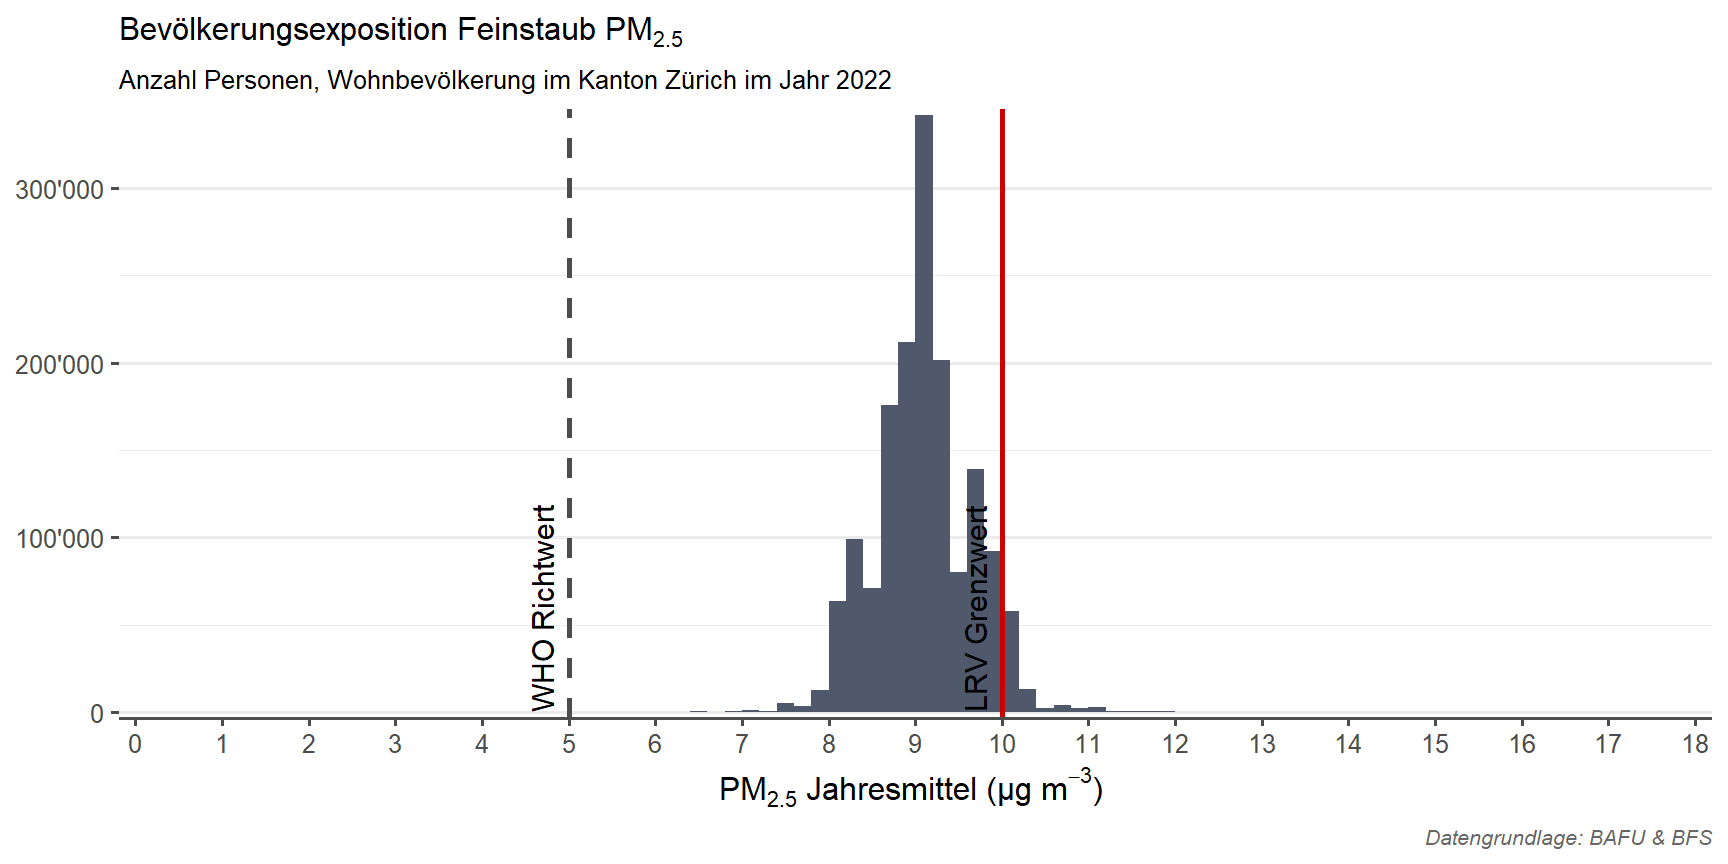 Bevölkerungsexposition Feinstaub PM2.5
Anzahl Personen, Wohnbevölkerung im Kanton Zürich im Jahr 2022
300'000
200'000
100'000
0
WHO Richtwert
LRV Grenzwert
0 1 2 3 4 5 6 7 8 9 10 11 12 13 14 15 16 17 18
PM2.5 Jahresmittel (µg m−3)
Datengrundlage: BAFU & BFS